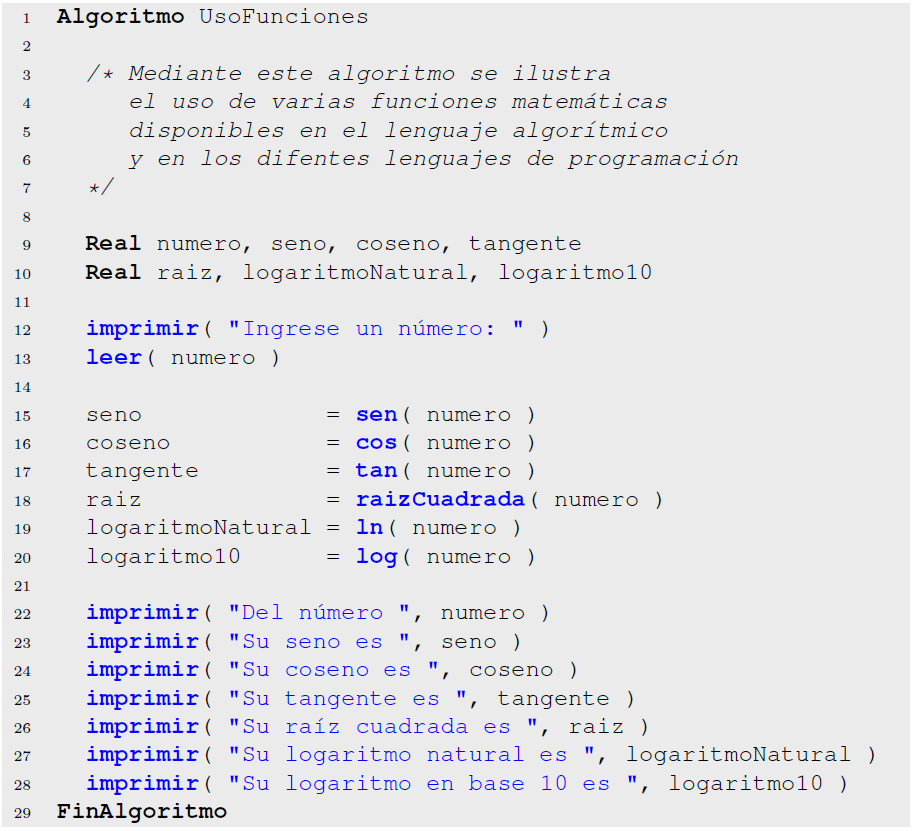 1 Algoritmo UsoFunciones
2
3 /* Mediante este algoritmo se ilustra
4 el uso de varias funciones matemáticas
5 disponibles en el lenguaje algorítmico
6 y en los difentes lenguajes de programación
7 */
8
9 Real numero, seno, coseno, tangente
10 Real raiz, logaritmoNatural, logaritmo10
11
12 imprimir( "Ingrese un número: " )
13 leer( numero )
14
15 seno = sen( numero )
16 coseno = cos( numero )
17 tangente = tan( numero )
18 raiz = raizCuadrada( numero )
19 logaritmoNatural = ln( numero )
20 logaritmo10 = log( numero )
21
22 imprimir( "Del número ", numero )
23 imprimir( "Su seno es ", seno )
24 imprimir( "Su coseno es ", coseno )
25 imprimir( "Su tangente es ", tangente )
26 imprimir( "Su raíz cuadrada es ", raiz )
27 imprimir( "Su logaritmo natural es ", logaritmoNatural )
28 imprimir( "Su logaritmo en base 10 es ", logaritmo10 )
29 FinAlgoritmo